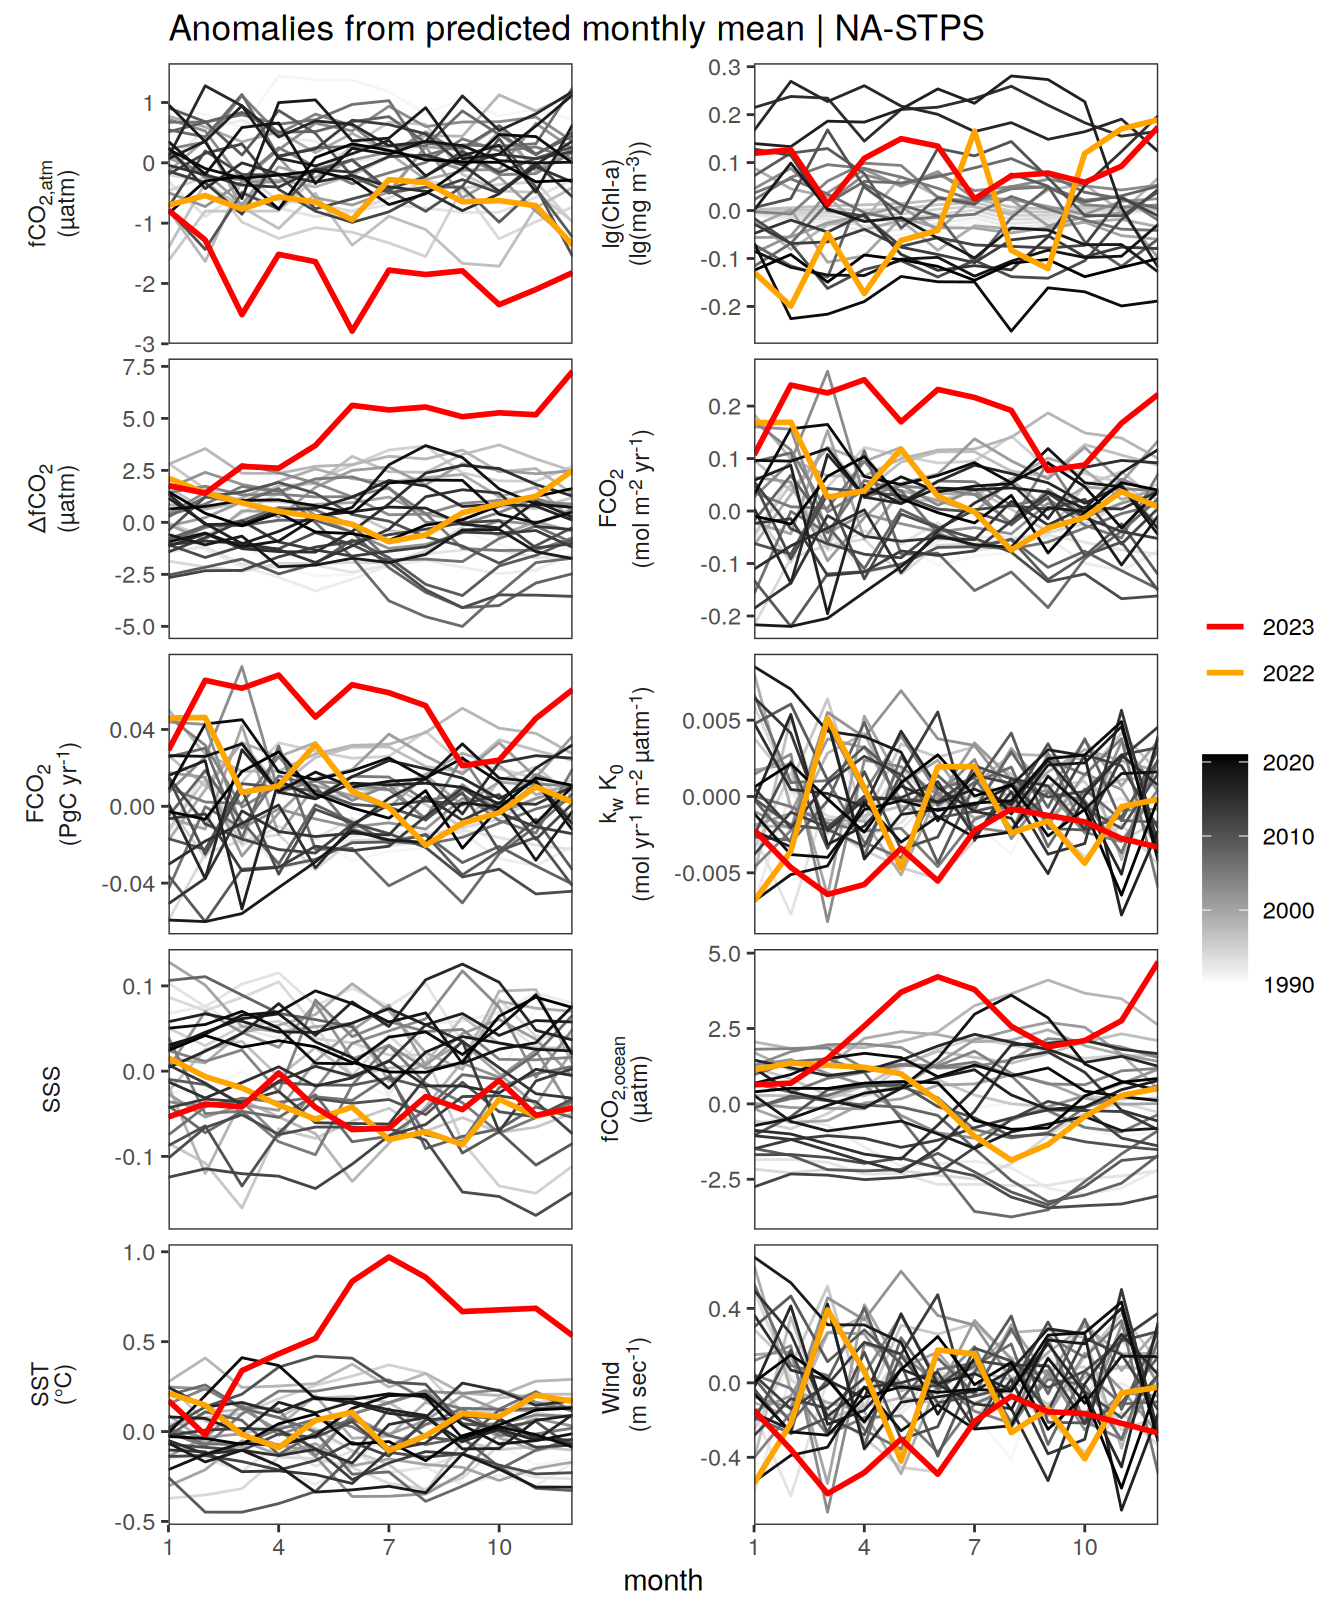 Anomalies from predicted monthly mean | NA-STPS
fCO2,atm
(µatm)
1
0
-1
-2
-3
lg(Chl-a)
(lg(mg m-3))
0.3
0.2
0.1
0.0
-0.1
-0.2
ΔfCO2
(µatm)
7.5
5.0
2.5
0.0
-2.5
-5.0
FCO2
(mol m-2 yr-1)
0.2
0.1
0.0
-0.1
-0.2
FCO2
(PgC yr-1)
0.04
0.00
-0.04
kw K0
(mol yr-1 m-2 µatm-1)
0.005
0.000
-0.005
SSS
0.1
0.0
-0.1
fCO2,ocean
(µatm)
5.0
2.5
0.0
-2.5
SST
(°C)
1.0
0.5
0.0
-0.5
1
4
7
10
Wind
(m sec-1)
0.4
0.0
-0.4
1
4
7
10
month
2023
2022
2020
2010
2000
1990